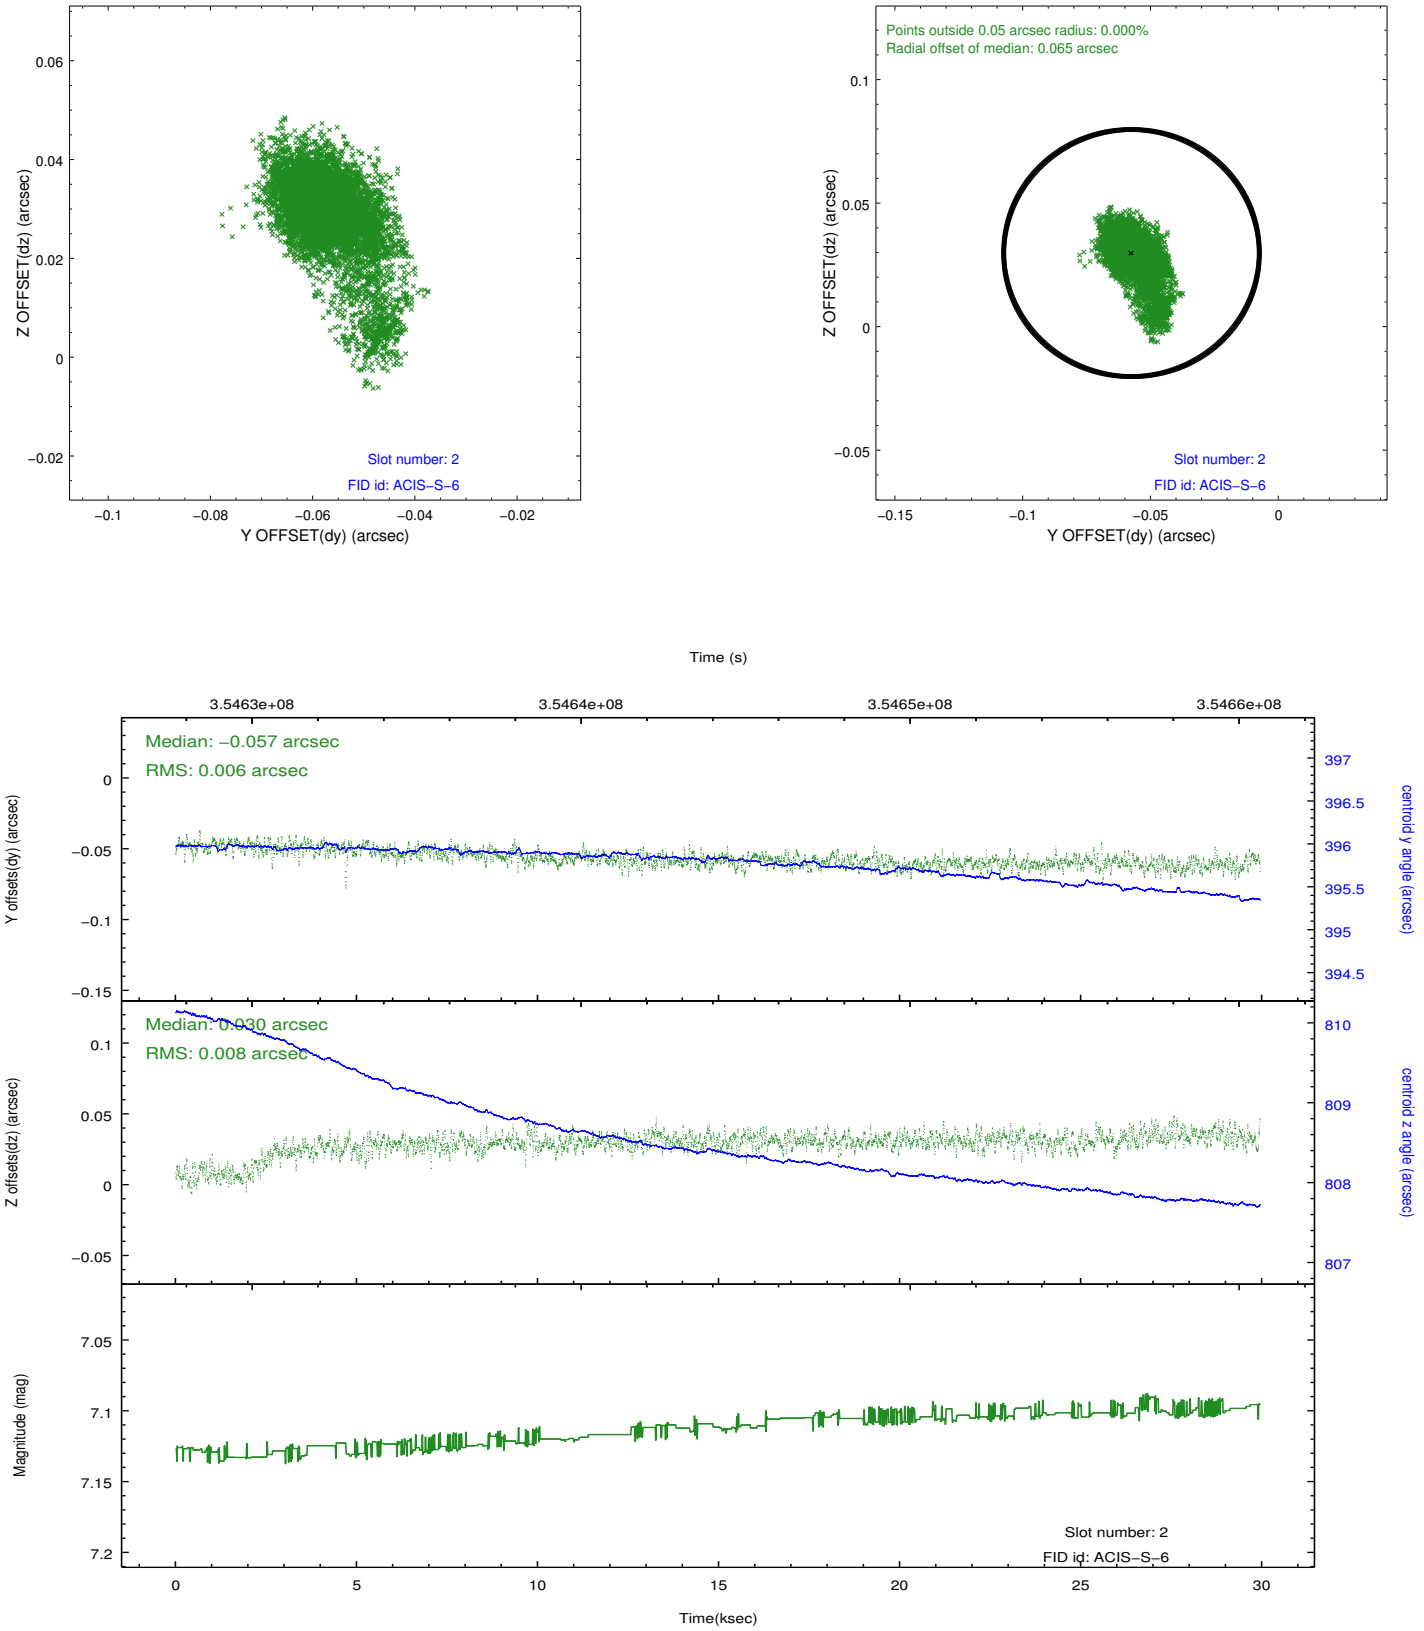 0.06
0.04
0.02
0
−0.02
Z OFFSET(dz) (arcsec)
Slot number: 2
FID id: ACIS−S−6
−0.1
−0.08
−0.06
−0.04
−0.02
Y OFFSET(dy) (arcsec)
Points outside 0.05 arcsec radius: 0.000%
Radial offset of median: 0.065 arcsec
0.1
0.05
0
−0.05
Z OFFSET(dz) (arcsec)
Slot number: 2
FID id: ACIS−S−6
−0.15
−0.1
−0.05
0
Y OFFSET(dy) (arcsec)
Time (s)
3.5463e+08
3.5464e+08
3.5465e+08
3.5466e+08
Median: −0.057 arcsec
RMS: 0.006 arcsec
0
−0.05
−0.1
−0.15
Y offsets(dy) (arcsec)
397
396.5
396
395.5
395
394.5
centroid y angle (arcsec)
Median: 0.030 arcsec
RMS: 0.008 arcsec
0.1
0.05
0
−0.05
Z offsets(dz) (arcsec)
810
809
808
807
centroid z angle (arcsec)
7.05
7.1
7.15
7.2
Magnitude (mag)
Slot number: 2
FID id: ACIS−S−6
0
5
10
15
20
25
30
Time(ksec)